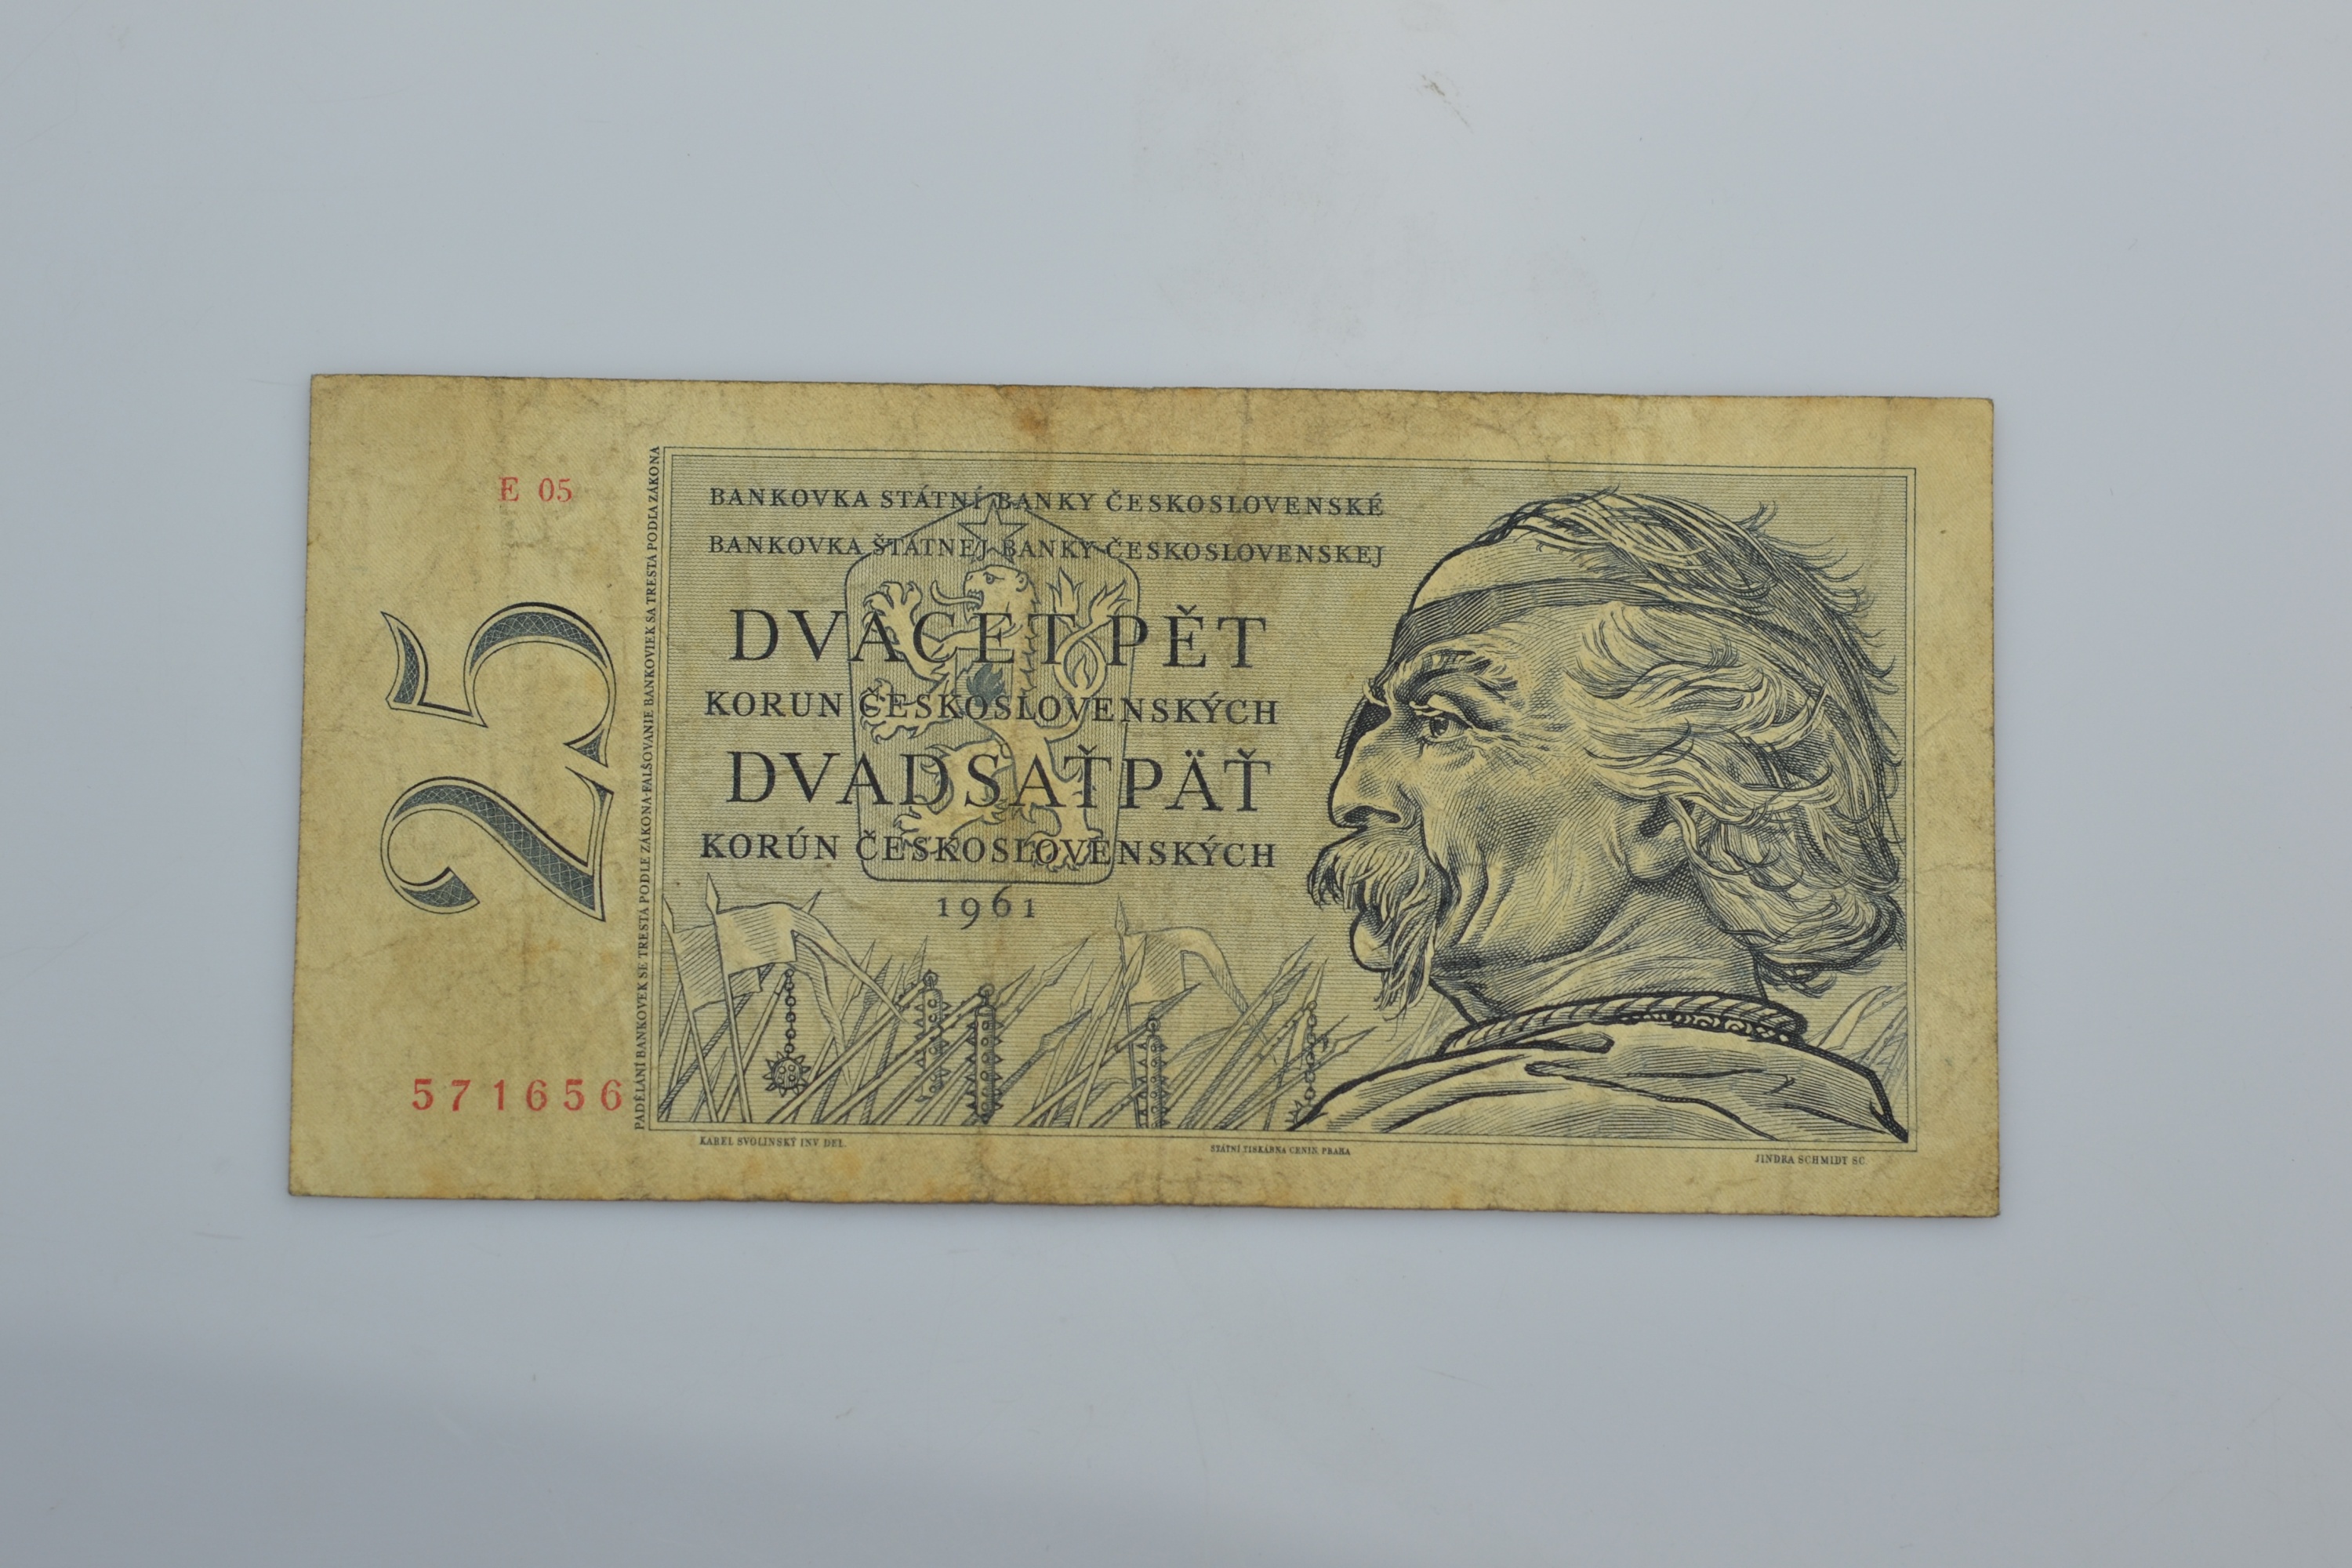 E 05
25
571656
PADĚLÁNÍ BANKOVEK SE TRESTÁ PODLE ZÁKONA·FALŠOVANIE BANKOVIEK SA TRESTÁ PODĽA ZÁKONA
BANKOVKA STÁTNÍ BANKY ČESKOSLOVENSKÉ
BANKOVKA ŠTÁTNEJ BANKY ČESKOSLOVENSKEJ
DVACET PĚT
KORUN ČESKOSLOVENSKÝCH
DVADSAŤPÄŤ
KORÚN ČESKOSLOVENSKÝCH
1961
KAREL SVOLINSKÝ INV. DEL.
STÁTNÍ TISKÁRNA CENIN, PRAHA
JINDRA SCHMIDT SC.